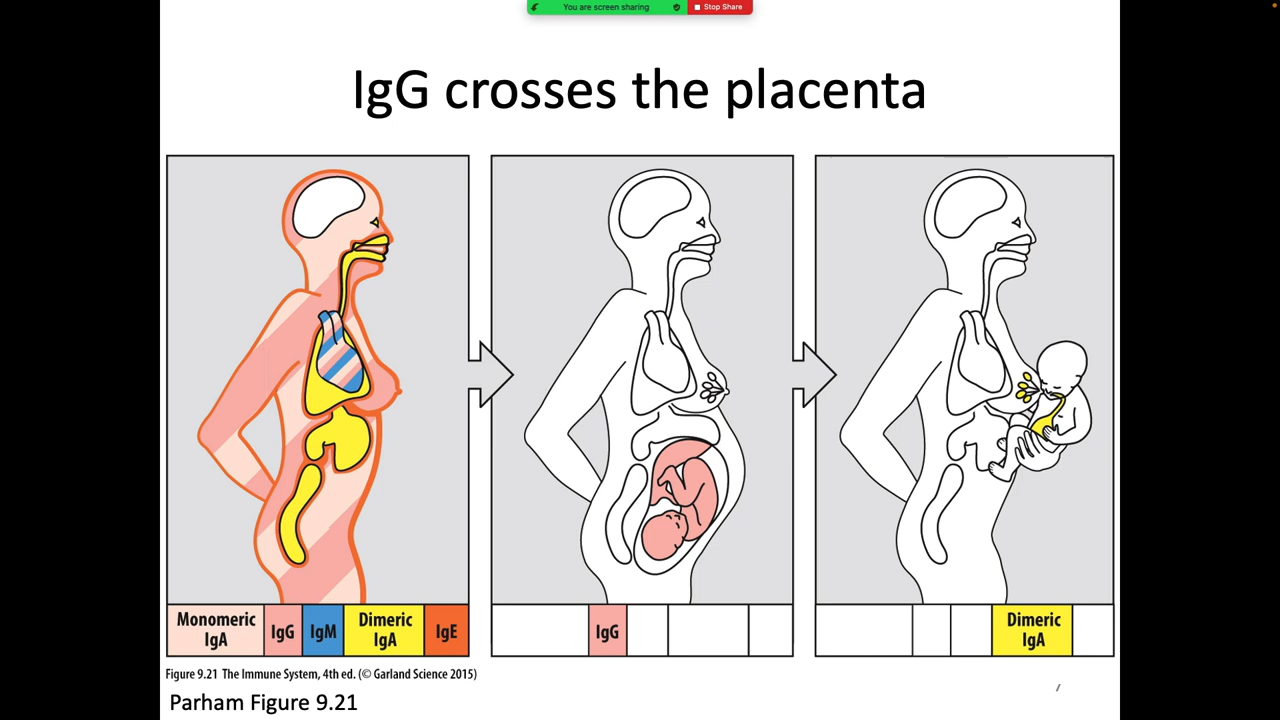 You are screen sharing
Stop Share
IgG crosses the placenta
Monomeric
IgA
IgG
IgM
Dimeric
IgA
IgE
IgG
Dimeric
IgA
Figure 9.21 The Immune System, 4th ed. (© Garland Science 2015)
Parham Figure 9.21